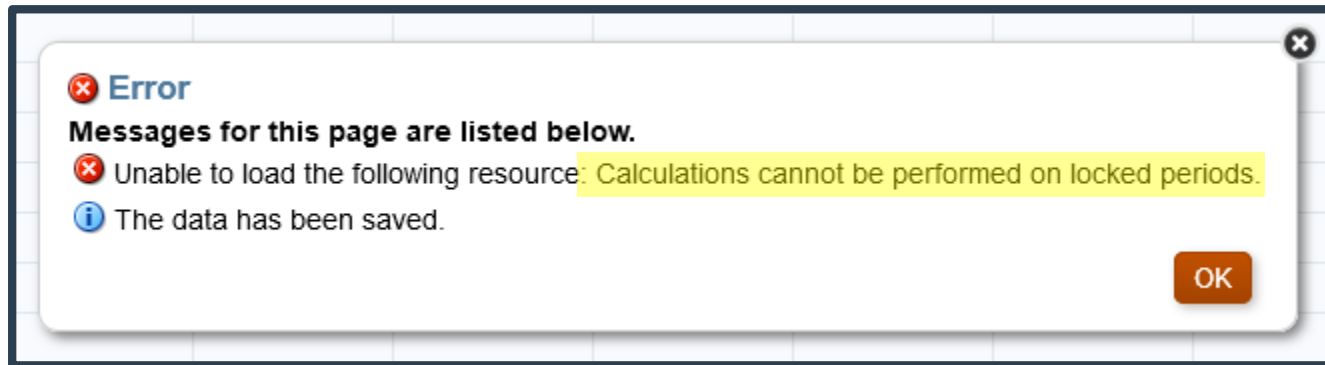 Error
Messages for this page are listed below.
Unable to load the following resource: Calculations cannot be performed on locked periods.
The data has been saved.
OK